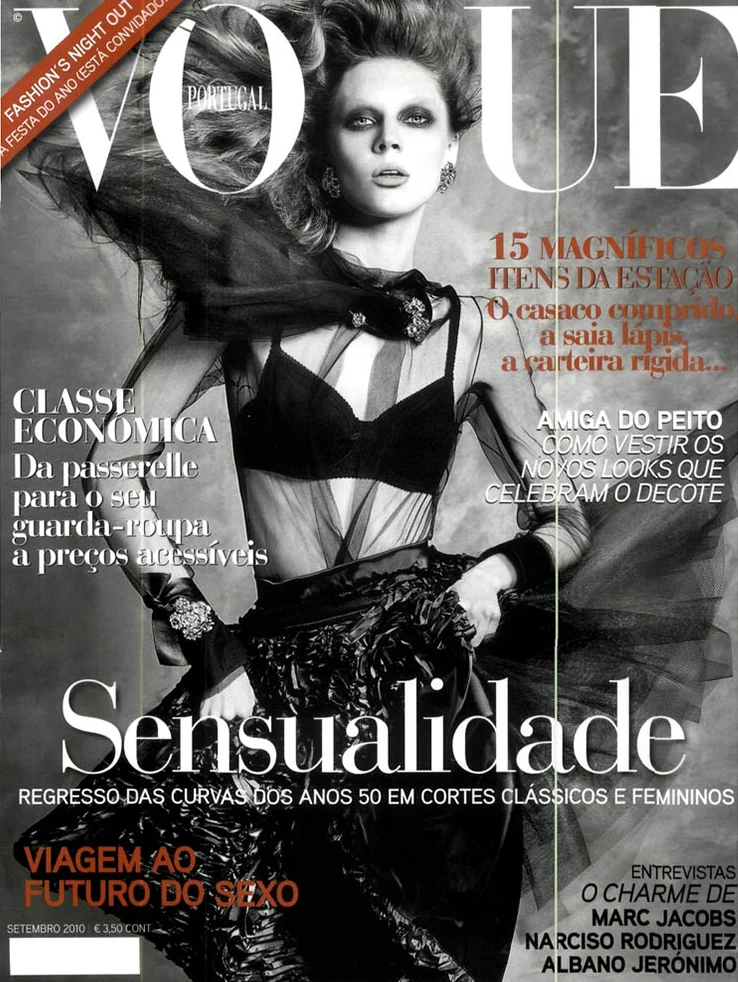 ©
FASHION'S NIGHT OUT
A FESTA DO ANO (ESTÁ CONVIDADO)
VOGUE
PORTUGAL
15 MAGNÍFICOS
ITENS DA ESTAÇÃO
O casaco comprido,
a saia lápis,
a carteira rígida...
CLASSE
ECONÓMICA
Da passerelle
para o seu
guarda-roupa
a preços acessíveis
AMIGA DO PEITO
COMO VESTIR OS
NOVOS LOOKS QUE
CELEBRAM O DECOTE
Sensualidade
REGRESSO DAS CURVAS DOS ANOS 50 EM CORTES CLÁSSICOS E FEMININOS
VIAGEM AO
FUTURO DO SEXO
SETEMBRO 2010 | € 3,50 CONT.
ENTREVISTAS
O CHARME DE
MARC JACOBS
NARCISO RODRIGUEZ
ALBANO JERÓNIMO